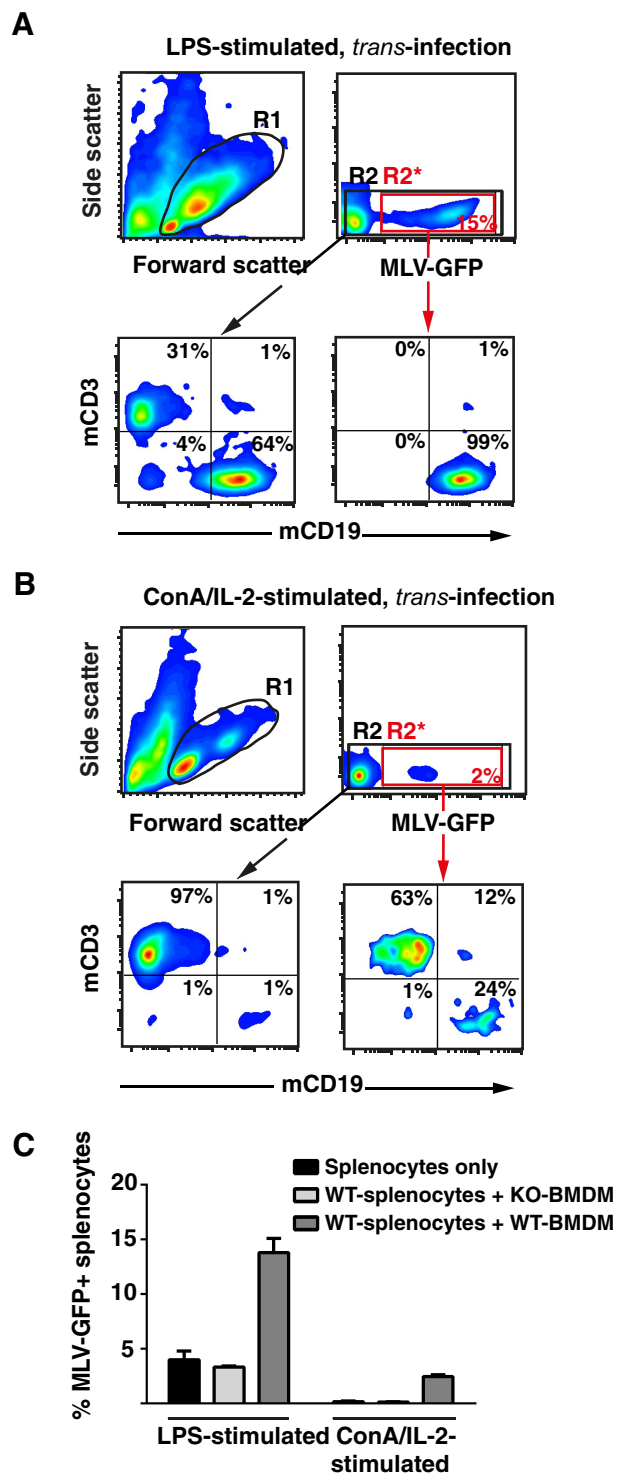 A
LPS-stimulated, trans-infection
Side scatter
R1
R2 R2*
15%
Forward scatter
MLV-GFP
mCD3
31% 1%
4% 64%
0% 1%
0% 99%
mCD19
B
ConA/IL-2-stimulated, trans-infection
Side scatter
R1
R2 R2*
2%
Forward scatter
MLV-GFP
mCD3
97% 1%
1% 1%
63% 12%
1% 24%
mCD19
C
% MLV-GFP+ splenocytes
20
15
10
5
Splenocytes only
WT-splenocytes + KO-BMDM
WT-splenocytes + WT-BMDM
LPS-stimulated ConA/IL-2-
stimulated